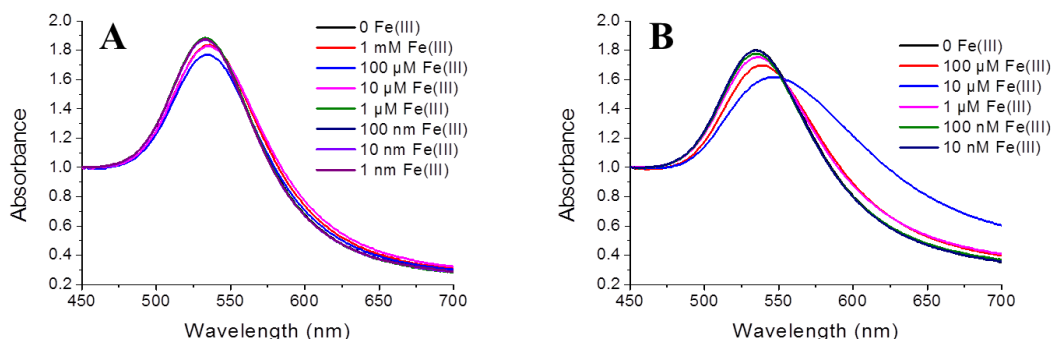 A
0 Fe(III)
1 mM Fe(III)
100 μM Fe(III)
10 μM Fe(III)
1 μM Fe(III)
100 nm Fe(III)
10 nm Fe(III)
1 nm Fe(III)
2.0
1.8
1.6
1.4
1.2
1.0
0.8
0.6
0.4
0.2
Absorbance
450 500 550 600 650 700
Wavelength (nm)
B
0 Fe(III)
100 μM Fe(III)
10 μM Fe(III)
1 μM Fe(III)
100 nM Fe(III)
10 nM Fe(III)
2.0
1.8
1.6
1.4
1.2
1.0
0.8
0.6
0.4
0.2
Absorbance
450 500 550 600 650 700
Wavelength (nm)